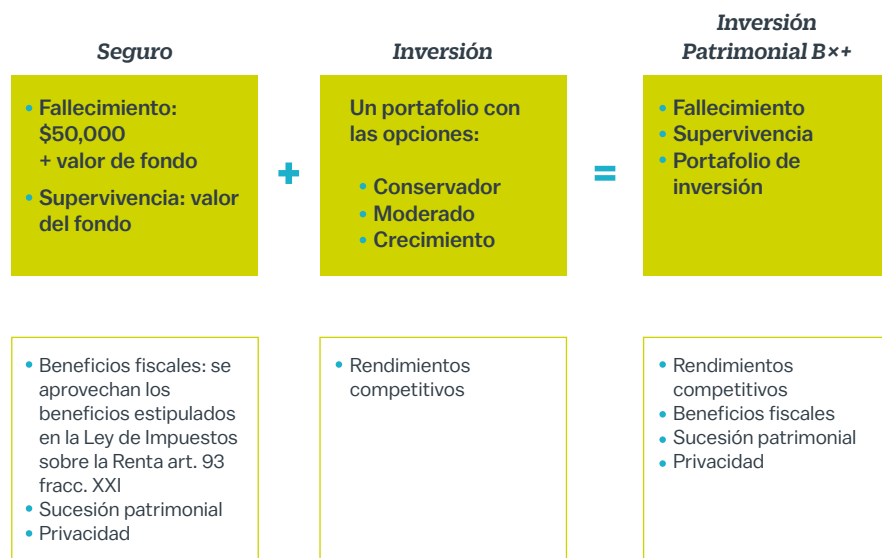 Seguro
• Fallecimiento:
$50,000
+ valor de fondo
• Supervivencia: valor
del fondo
+
Inversión
Un portafolio con
las opciones:
• Conservador
• Moderado
• Crecimiento
=
Inversión
Patrimonial B×+
• Fallecimiento
• Supervivencia
• Portafolio de
inversión
• Beneficios fiscales: se
aprovechan los
beneficios estipulados
en la Ley de Impuestos
sobre la Renta art. 93
fracc. XXI
• Sucesión patrimonial
• Privacidad
• Rendimientos
competitivos
• Rendimientos
competitivos
• Beneficios fiscales
• Sucesión patrimonial
• Privacidad